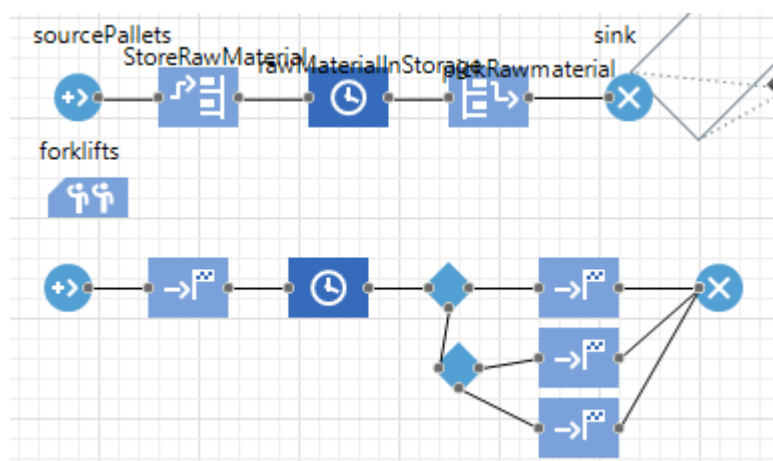 sourcePallets
sink
StoreRawMaterial
rawMaterialInStorage
pickRawmaterial
forklifts